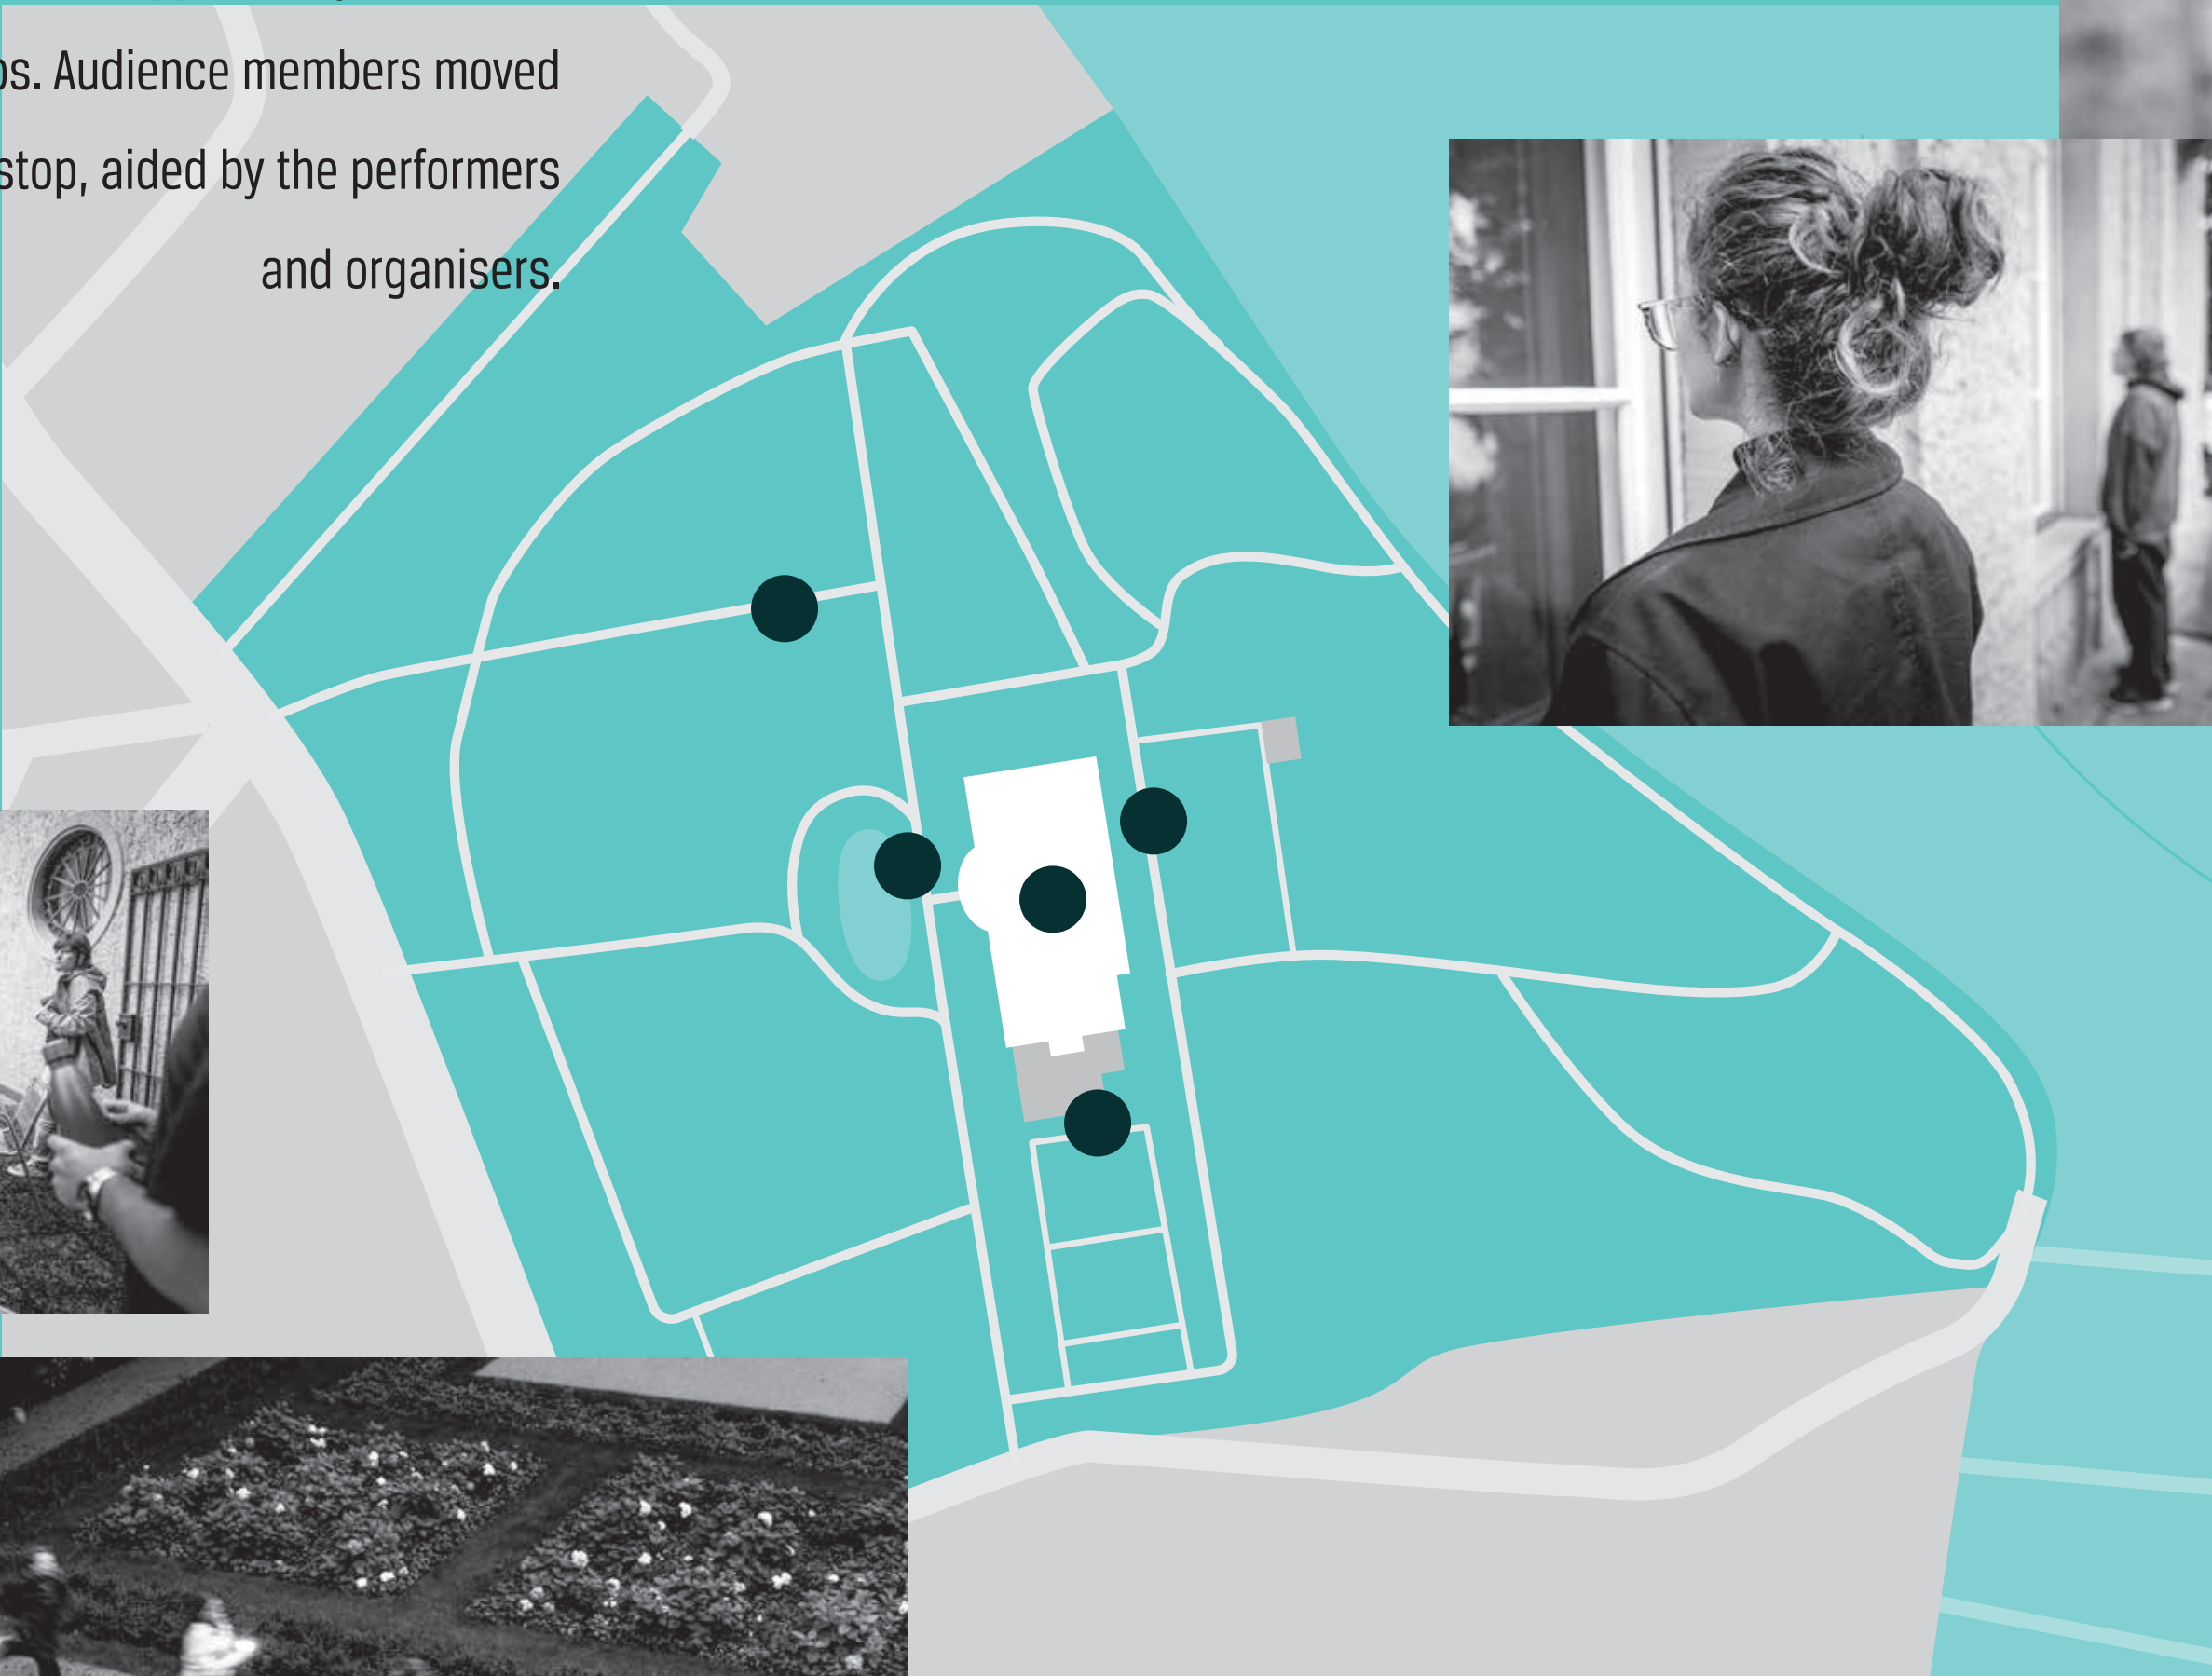 Audience members moved
stop, aided by the performers
and organisers.